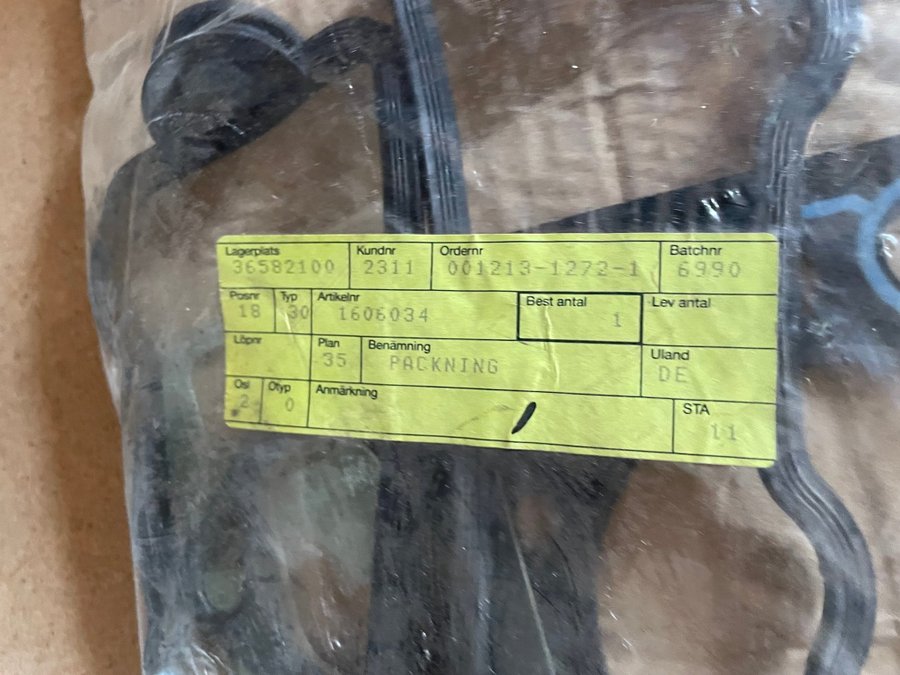 Lagerplats Kundnr Ordernr Batchnr
36582100 2311 001213-1272-1 6990
Posnr Typ Artikelnr Best antal Lev antal
18 30 1606034 1
Löpnr Plan Benämning Uland
35 PACKNING DE
Osl Otyp Anmärkning STA
2 0 11